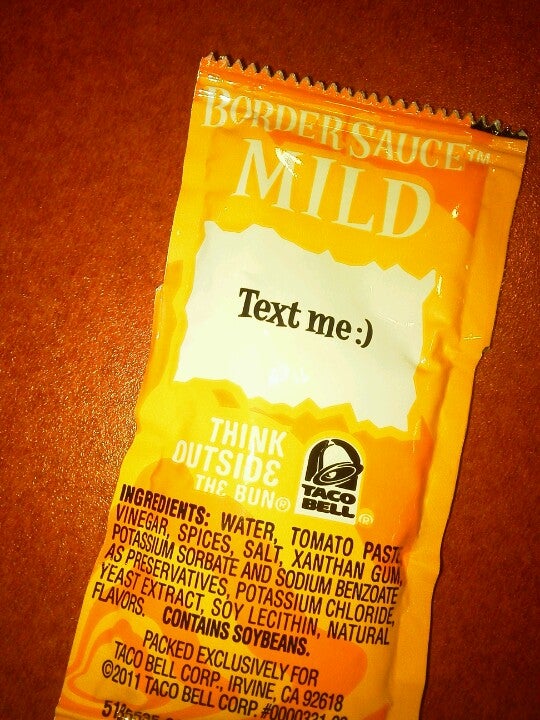 BORDER SAUCE™
MILD
Text me :)
THINK
OUTSIDE
THE BUN®
TACO
BELL®
INGREDIENTS: WATER, TOMATO PASTE,
VINEGAR, SPICES, SALT, XANTHAN GUM,
POTASSIUM SORBATE AND SODIUM BENZOATE
AS PRESERVATIVES, POTASSIUM CHLORIDE,
YEAST EXTRACT, SOY LECITHIN, NATURAL
FLAVORS. CONTAINS SOYBEANS.
PACKED EXCLUSIVELY FOR
TACO BELL CORP., IRVINE, CA 92618
©2011 TACO BELL CORP. #0000331